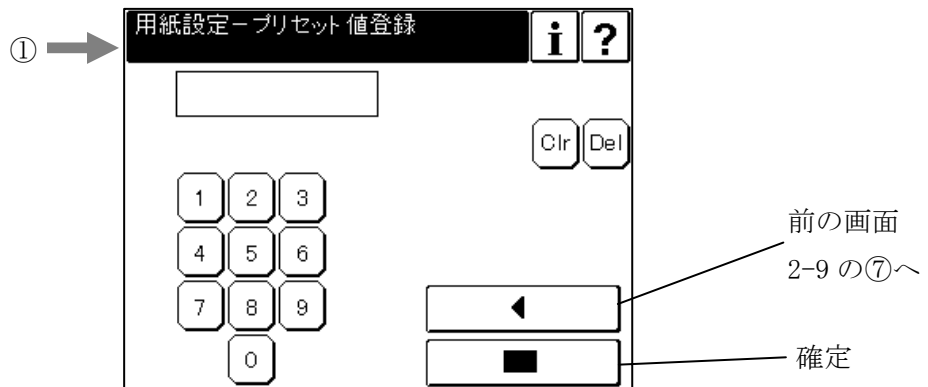 ①
用紙設定－プリセット値登録
i ?
Clr Del
1 2 3
4 5 6
7 8 9
0
前の画面
2-9 の⑦へ
確定